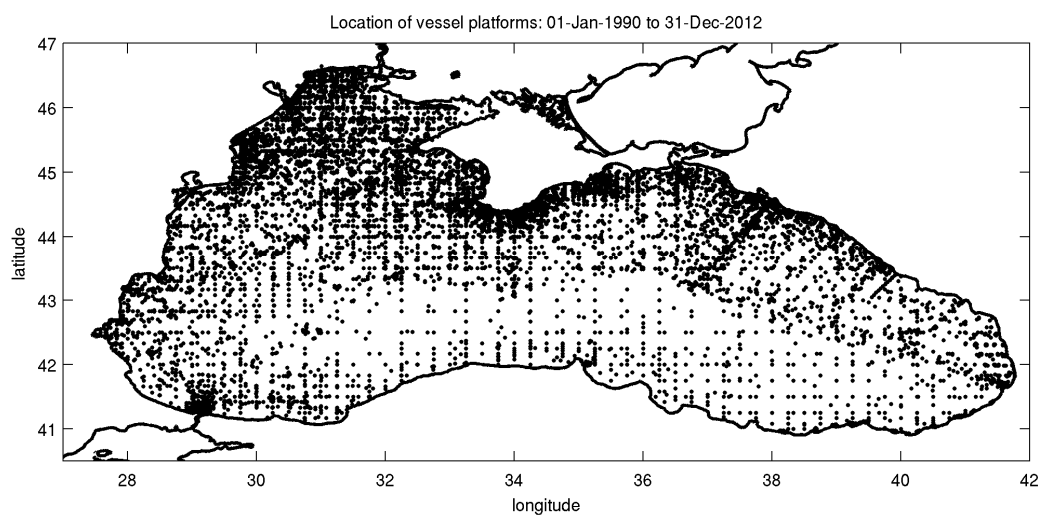 Location of vessel platforms: 01-Jan-1990 to 31-Dec-2012
47
46
45
44
43
42
41
latitude
28 30 32 34 36 38 40 42
longitude